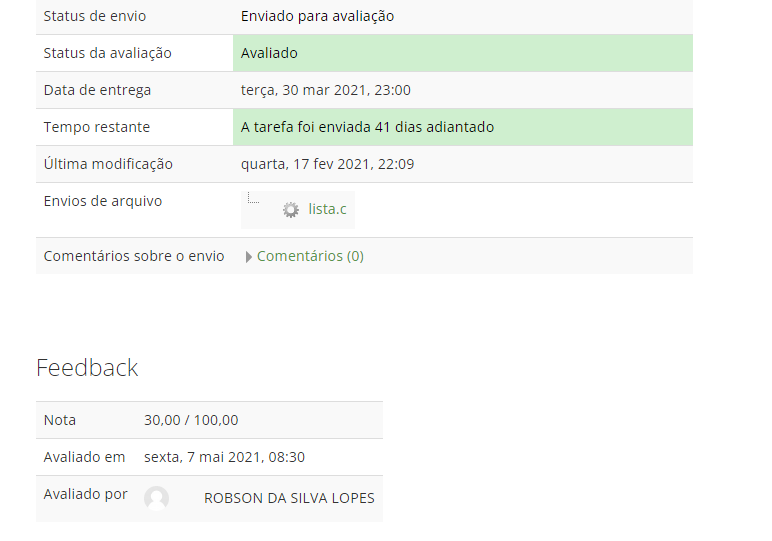 Status de envio Enviado para avaliação
Status da avaliação Avaliado
Data de entrega terça, 30 mar 2021, 23:00
Tempo restante A tarefa foi enviada 41 dias adiantado
Última modificação quarta, 17 fev 2021, 22:09
Envios de arquivo lista.c
Comentários sobre o envio Comentários (0)
Feedback
Nota 30,00 / 100,00
Avaliado em sexta, 7 mai 2021, 08:30
Avaliado por ROBSON DA SILVA LOPES